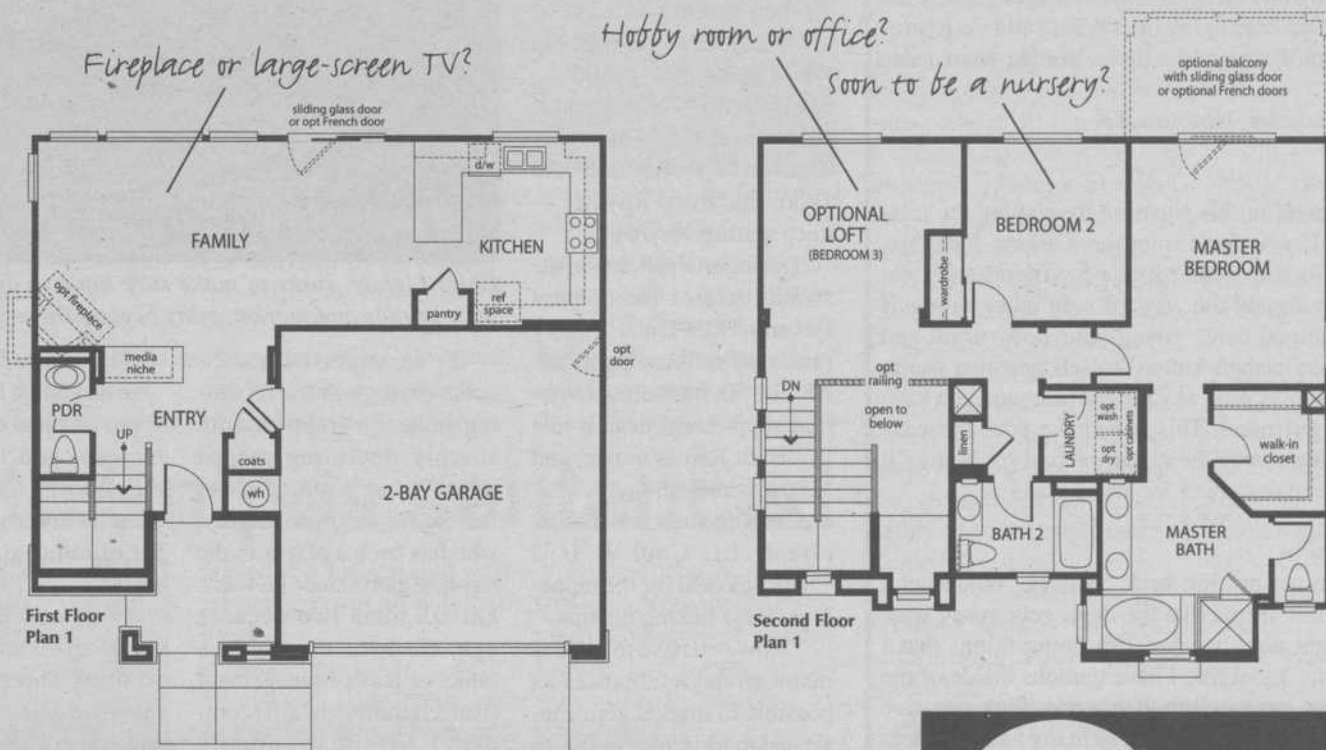 Fireplace or large-screen TV?
Hobby room or office?
Soon to be a nursery?
sliding glass door
or opt French door
d/w
FAMILY
KITCHEN
opt fireplace
media
niche
pantry
ref
space
opt
door
PDR
UP
ENTRY
coats
wh
2-BAY GARAGE
First Floor
Plan 1
optional balcony
with sliding glass door
or optional French doors
OPTIONAL
LOFT
(BEDROOM 3)
wardrobe
BEDROOM 2
MASTER
BEDROOM
DN
opt
railing
open to
below
linen
LAUNDRY
opt
wash
opt
dry
opt cabinets
walk-in
closet
BATH 2
MASTER
BATH
Second Floor
Plan 1